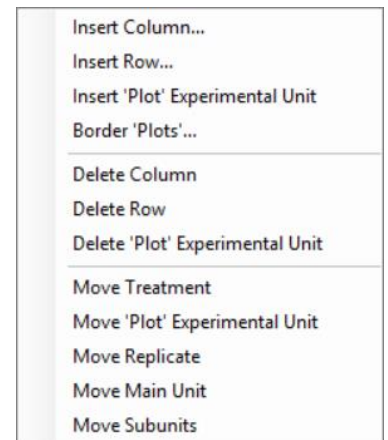 Insert Column...
Insert Row...
Insert 'Plot' Experimental Unit
Border 'Plots'...
Delete Column
Delete Row
Delete 'Plot' Experimental Unit
Move Treatment
Move 'Plot' Experimental Unit
Move Replicate
Move Main Unit
Move Subunits